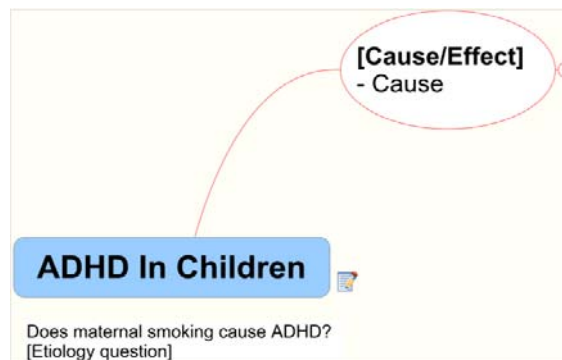 [Cause/Effect]
- Cause
ADHD In Children
Does maternal smoking cause ADHD?
[Etiology question]